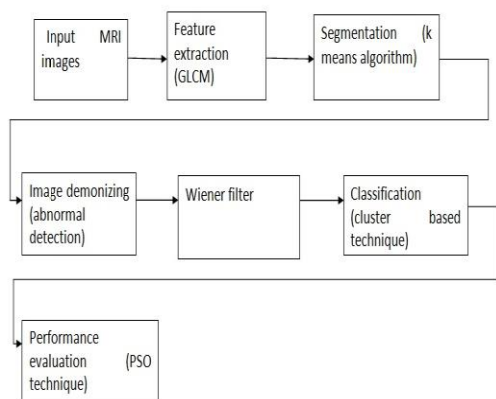 Input MRI
images
Feature
extraction
(GLCM)
Segmentation (k
means algorithm)
Image demonizing
(abnormal
detection)
Wiener filter
Classification
(cluster based
technique)
Performance
evaluation (PSO
technique)